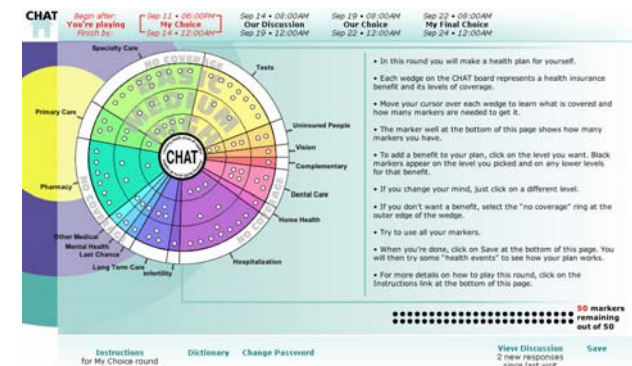 CHAT
Begin after:
You're playing
Finish by:
Sep 11 • 06:00PM
My Choice
Sep 14 • 12:00AM
Sep 14 • 08:00AM
Our Discussion
Sep 19 • 12:00AM
Sep 19 • 08:00AM
Our Choice
Sep 22 • 12:00AM
Sep 22 • 08:00AM
My Final Choice
Sep 24 • 12:00AM
Specialty Care
Tests
Uninsured People
Vision
Complementary
Dental Care
Home Health
Hospitalization
Infertility
Long Term Care
Last Chance
Mental Health
Other Medical
Pharmacy
Primary Care
NO COVERAGE
BASIC
MEDIUM
HIGH
CHAT
NO COVERAGE
NO COVERAGE
• In this round you will make a health plan for yourself.
• Each wedge on the CHAT board represents a health insurance
benefit and its levels of coverage.
• Move your cursor over each wedge to learn what is covered and
how many markers are needed to get it.
• The marker well at the bottom of this page shows how many
markers you have.
• To add a benefit to your plan, click on the level you want. Black
markers appear on the level you picked and on any lower levels
for that benefit.
• If you change your mind, just click on a different level.
• If you don't want a benefit, select the "no coverage" ring at the
outer edge of the wedge.
• Try to use all your markers.
• When you're done, click on Save at the bottom of this page. You
will then try some "health events" to see how your plan works.
• For more details on how to play this round, click on the
Instructions link at the bottom of this page.
50 markers
remaining
out of 50
Instructions
for My Choice round
Dictionary
Change Password
View Discussion
2 new responses
since last visit
Save